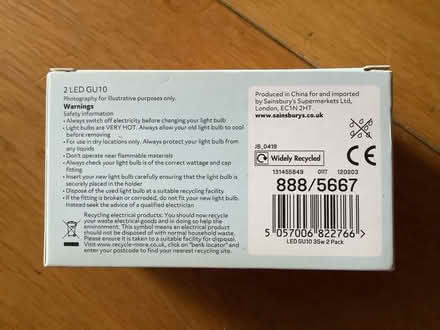 2 LED GU10
Photography for illustrative purposes only.
Warnings
Safety information
• Always switch off electricity before changing your light bulb
• Light bulbs are VERY HOT. Always allow your old light bulb to cool
before removing
• For use in dry locations only. Always protect your light bulb from
any liquids
• Don't operate near flammable materials
• Always check your light bulb is of the correct wattage and cap
fitting
• Insert your new light bulb carefully ensuring that the light bulb is
securely placed in the holder
• Dispose of the used light bulb at a suitable recycling facility
• If the fitting is broken or corroded, do not fit your new light bulb.
Instead seek the advice of a qualified electrician
Recycling electrical products: You should now recycle
your waste electrical goods and in doing so help the
environment. This symbol means an electrical product
should not be disposed of with normal household waste.
Please ensure it is taken to a suitable facility for disposal.
Visit www.recycle-more.co.uk, click on "bank locator" and
enter you postcode to find your nearest recycling site.
Produced in China for and imported
by Sainsbury's Supermarkets Ltd,
London, EC1N 2HT.
www.sainsburys.co.uk
JB_0418
Widely Recycled
CE
131455849 0117 120203
888/5667
5 057006 822766 >
LED GU10 35w 2 Pack